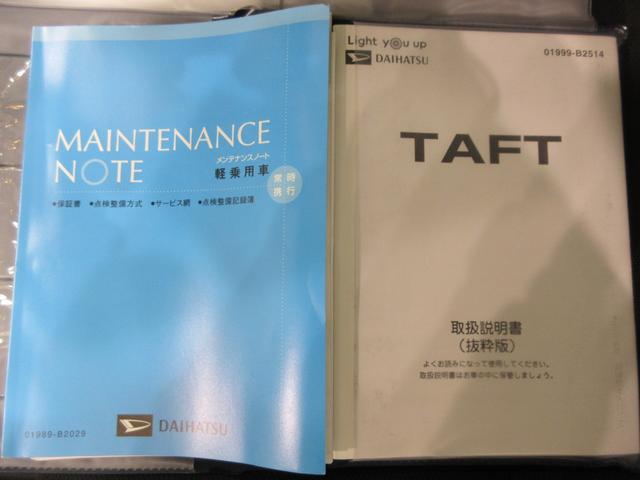 MAINTENANCE
NOTE
メンテナンスノート
軽乗用車
常時
携行
●保証書 ●点検整備方式 ●サービス網 ●点検整備記録簿
01989-B2029
DAIHATSU
Light you up
DAIHATSU
01999-B2514
TAFT
取扱説明書
(抜粋版)
よくお読みになって使用してください。
取扱説明書はお車の中に保管しましょう。